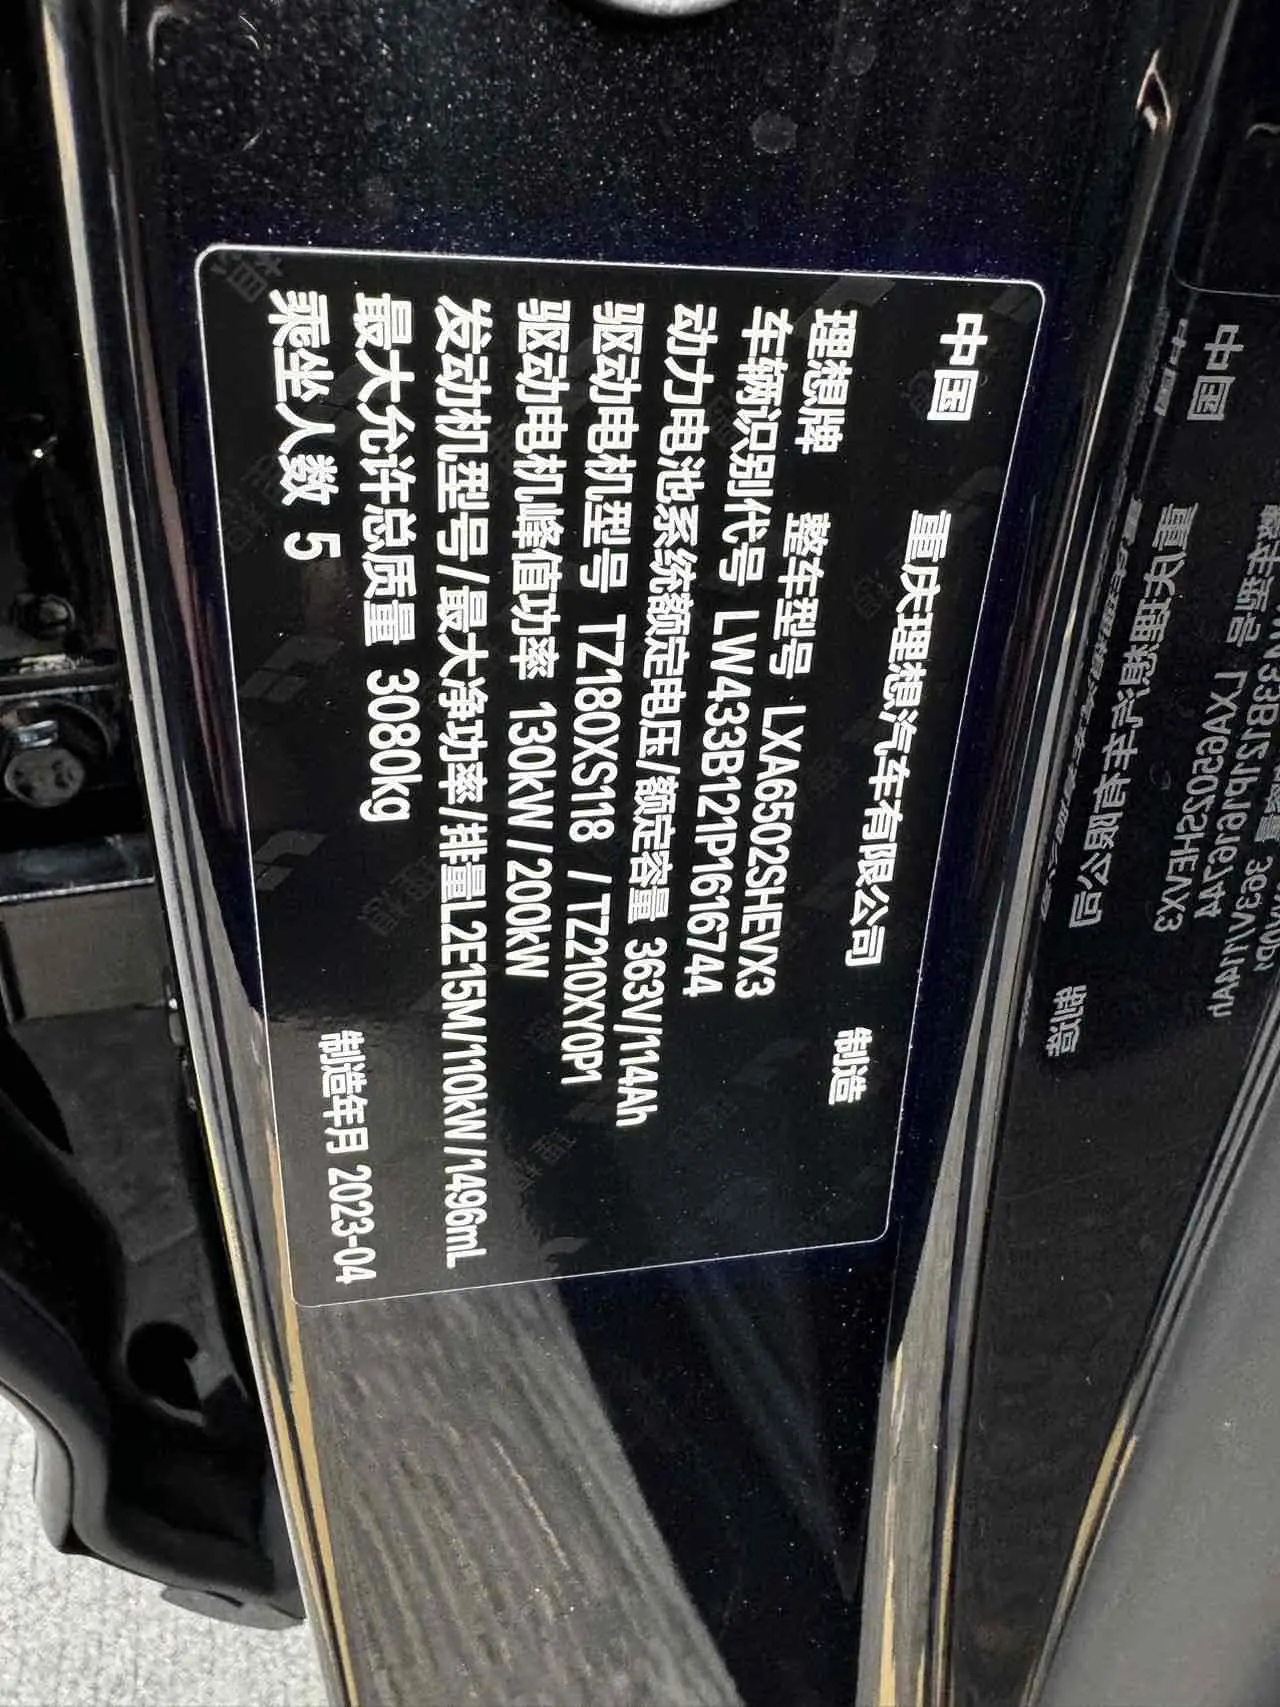 中国 重庆理想汽车有限公司 制造
理想牌 整车型号 LXA6502SHEVX3
车辆识别代号 LW433B121P1616744
动力电池系统额定电压/额定容量 363V/114Ah
驱动电机型号 TZ180XS118 /TZ210XY0P1
驱动电机峰值功率 130kW/200kW
发动机型号/最大净功率/排量L2E15M/110kW/1496mL
最大允许总质量 3080kg
乘坐人数 5 制造年月 2023-04